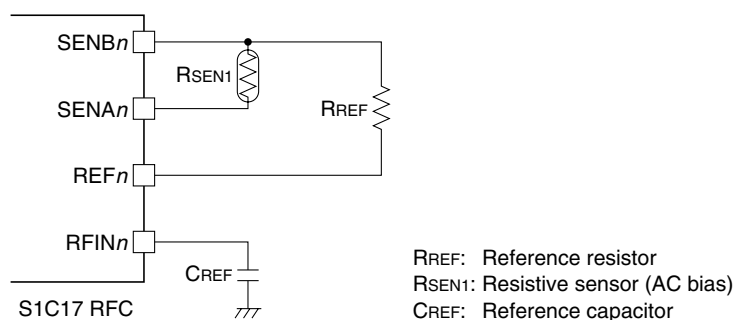 SENBn
RSEN1
SENAn
RREF
REFn
RFINn
CREF
S1C17 RFC
RREF: Reference resistor
RSEN1: Resistive sensor (AC bias)
CREF: Reference capacitor